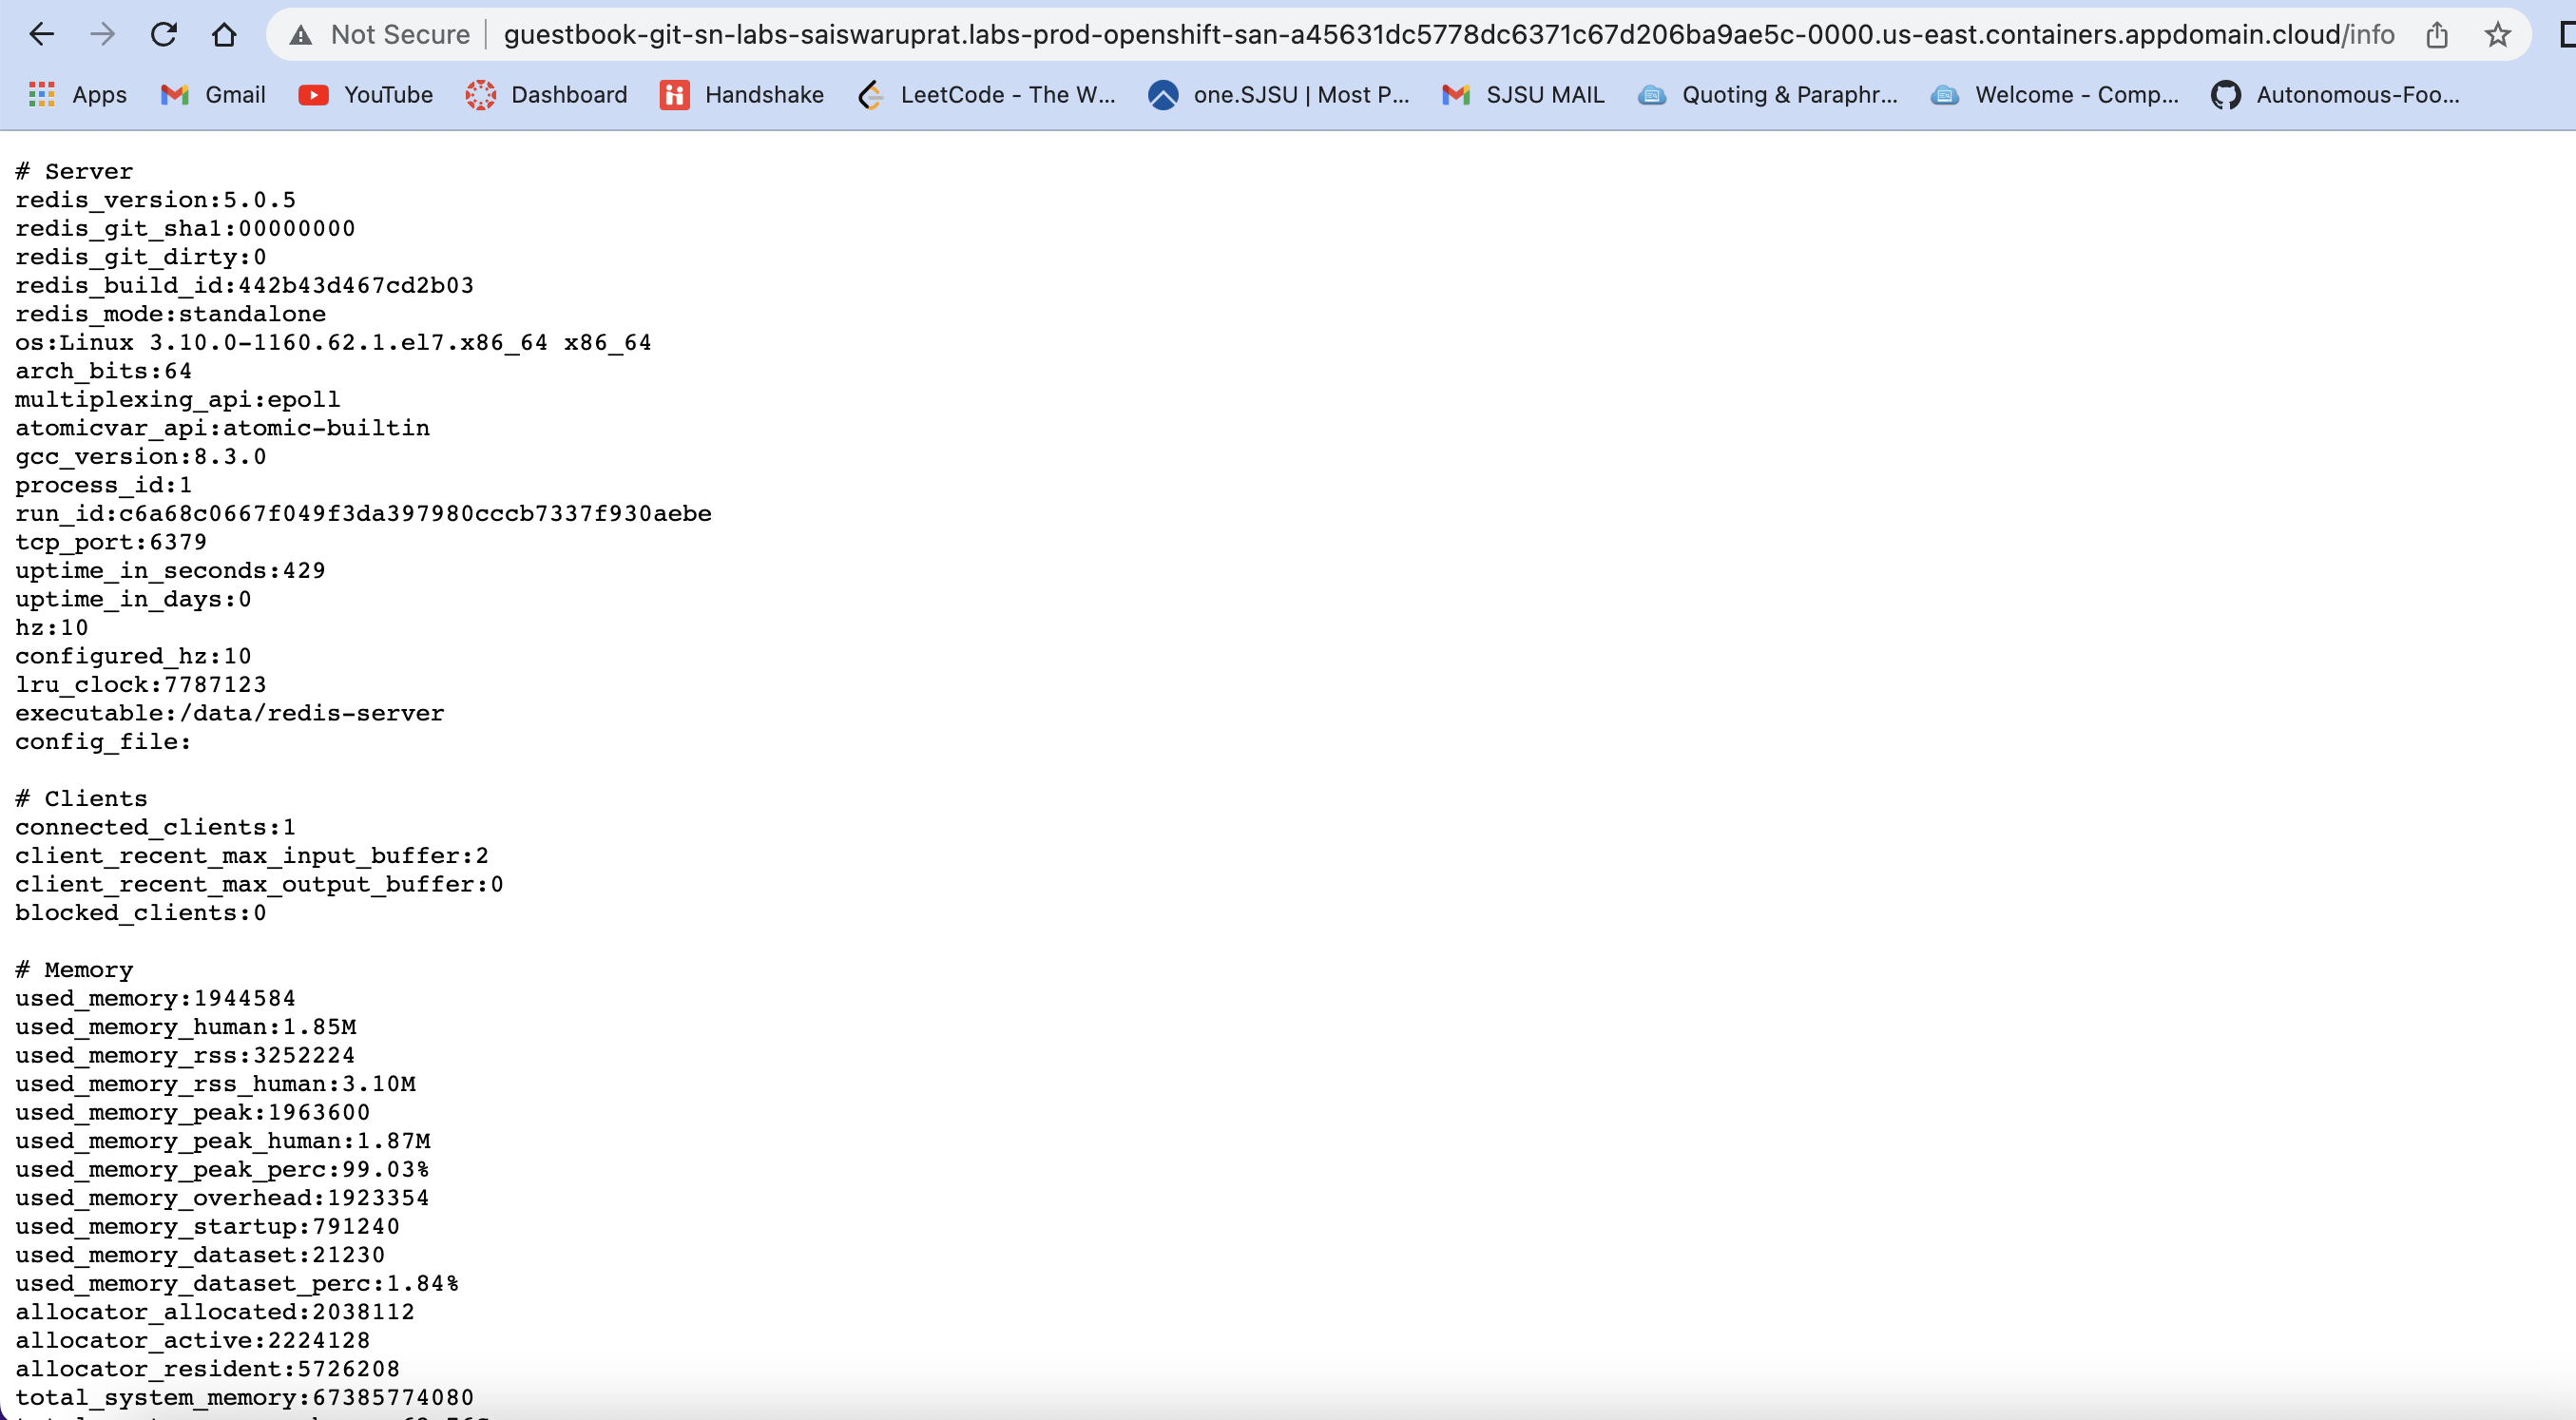 Not Secure guestbook-git-sn-labs-saiswaruprat.labs-prod-openshift-san-a45631dc5778dc6371c67d206ba9ae5c-0000.us-east.containers.appdomain.cloud/info
Apps Gmail YouTube Dashboard Handshake LeetCode - The W... one.SJSU | Most P... SJSU MAIL Quoting & Paraphr... Welcome - Comp... Autonomous-Foo...
# Server
redis_version:5.0.5
redis_git_sha1:00000000
redis_git_dirty:0
redis_build_id:442b43d467cd2b03
redis_mode:standalone
os:Linux 3.10.0-1160.62.1.el7.x86_64 x86_64
arch_bits:64
multiplexing_api:epoll
atomicvar_api:atomic-builtin
gcc_version:8.3.0
process_id:1
run_id:c6a68c0667f049f3da397980cccb7337f930aebe
tcp_port:6379
uptime_in_seconds:429
uptime_in_days:0
hz:10
configured_hz:10
lru_clock:7787123
executable:/data/redis-server
config_file:
# Clients
connected_clients:1
client_recent_max_input_buffer:2
client_recent_max_output_buffer:0
blocked_clients:0
# Memory
used_memory:1944584
used_memory_human:1.85M
used_memory_rss:3252224
used_memory_rss_human:3.10M
used_memory_peak:1963600
used_memory_peak_human:1.87M
used_memory_peak_perc:99.03%
used_memory_overhead:1923354
used_memory_startup:791240
used_memory_dataset:21230
used_memory_dataset_perc:1.84%
allocator_allocated:2038112
allocator_active:2224128
allocator_resident:5726208
total_system_memory:67385774080